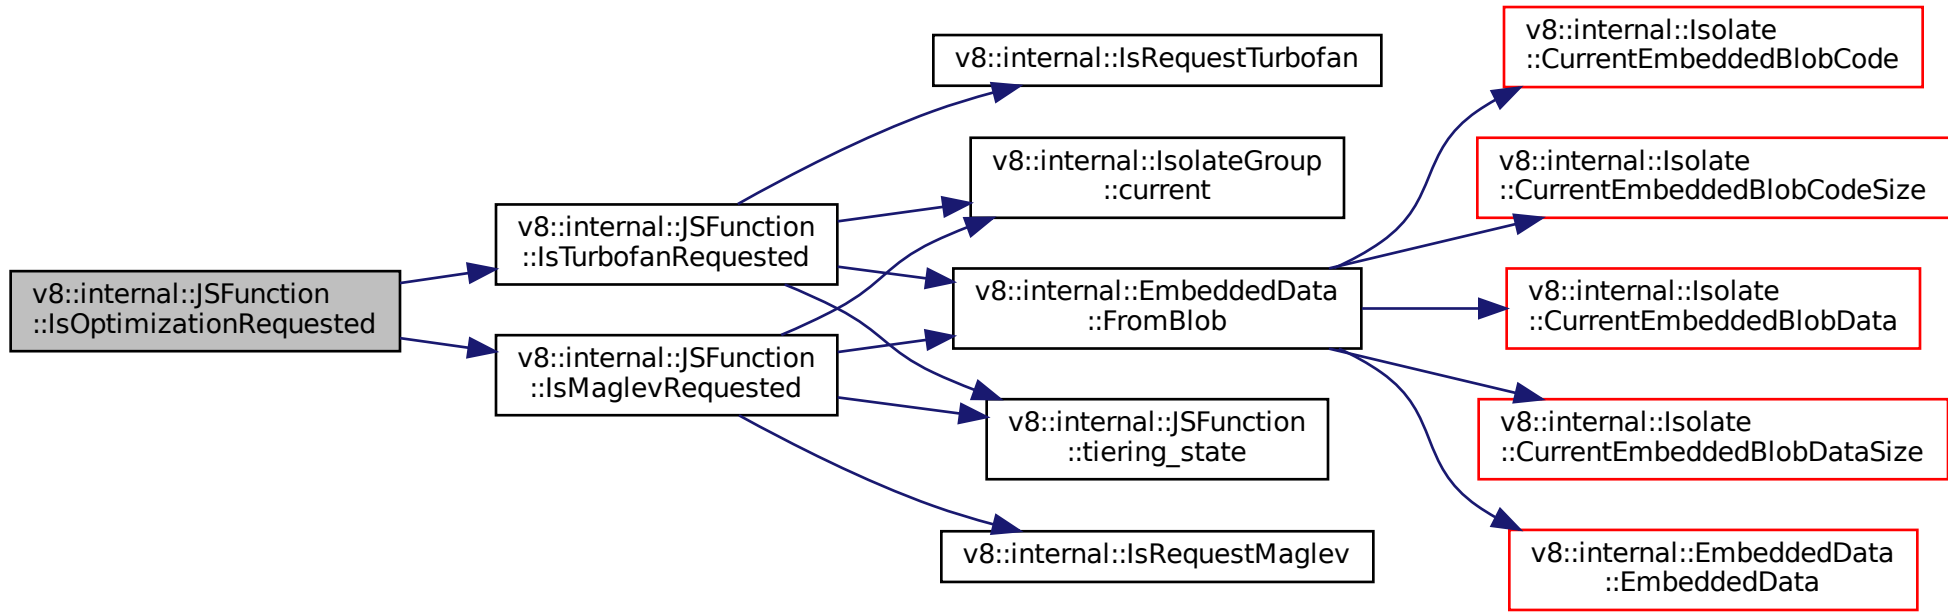 v8::internal::JSFunction
::IsOptimizationRequested
v8::internal::JSFunction
::IsTurbofanRequested
v8::internal::JSFunction
::IsMaglevRequested
v8::internal::IsRequestTurbofan
v8::internal::IsolateGroup
::current
v8::internal::EmbeddedData
::FromBlob
v8::internal::JSFunction
::tiering_state
v8::internal::IsRequestMaglev
v8::internal::Isolate
::CurrentEmbeddedBlobCode
v8::internal::Isolate
::CurrentEmbeddedBlobCodeSize
v8::internal::Isolate
::CurrentEmbeddedBlobData
v8::internal::Isolate
::CurrentEmbeddedBlobDataSize
v8::internal::EmbeddedData
::EmbeddedData